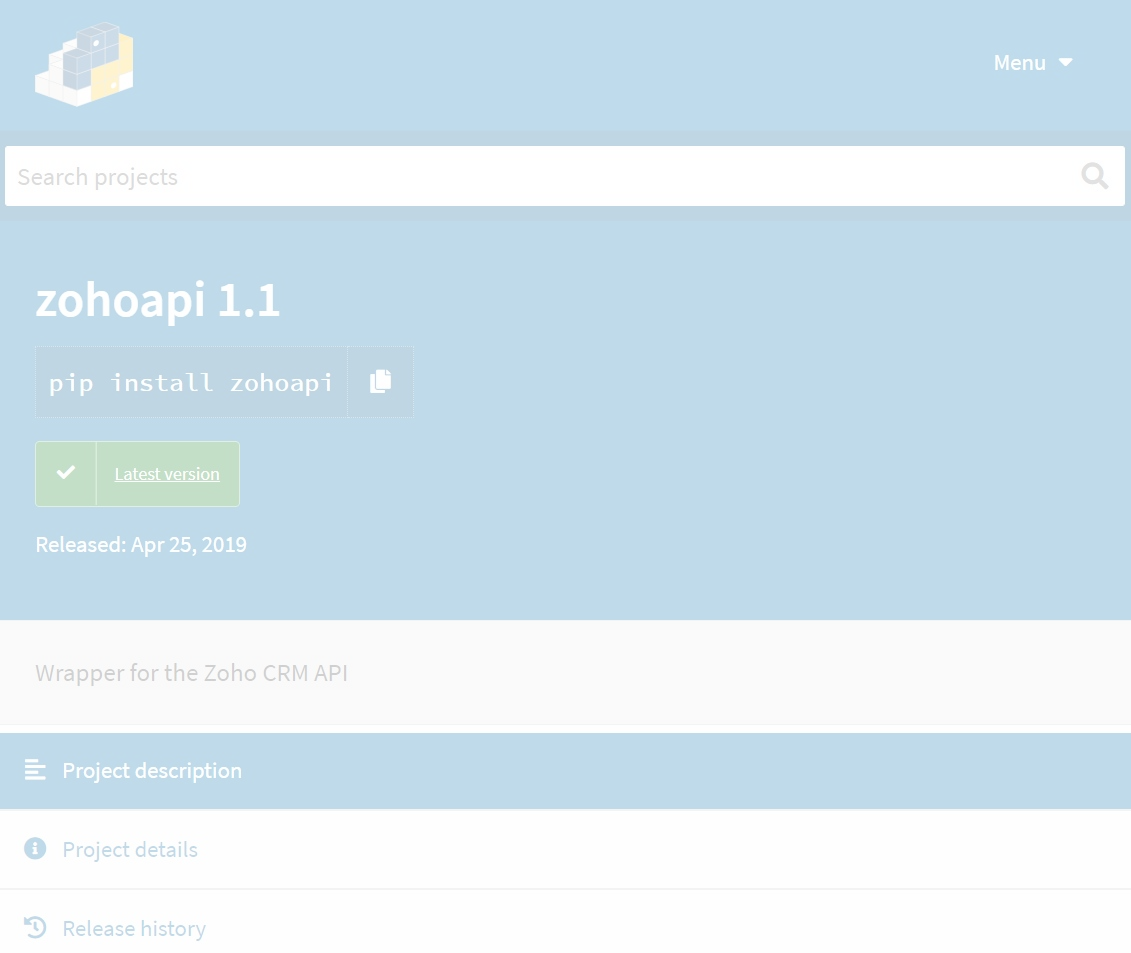 Menu
Search projects
zohoapi 1.1
pip install zohoapi
Latest version
Released: Apr 25, 2019
Wrapper for the Zoho CRM API
Project description
Project details
Release history